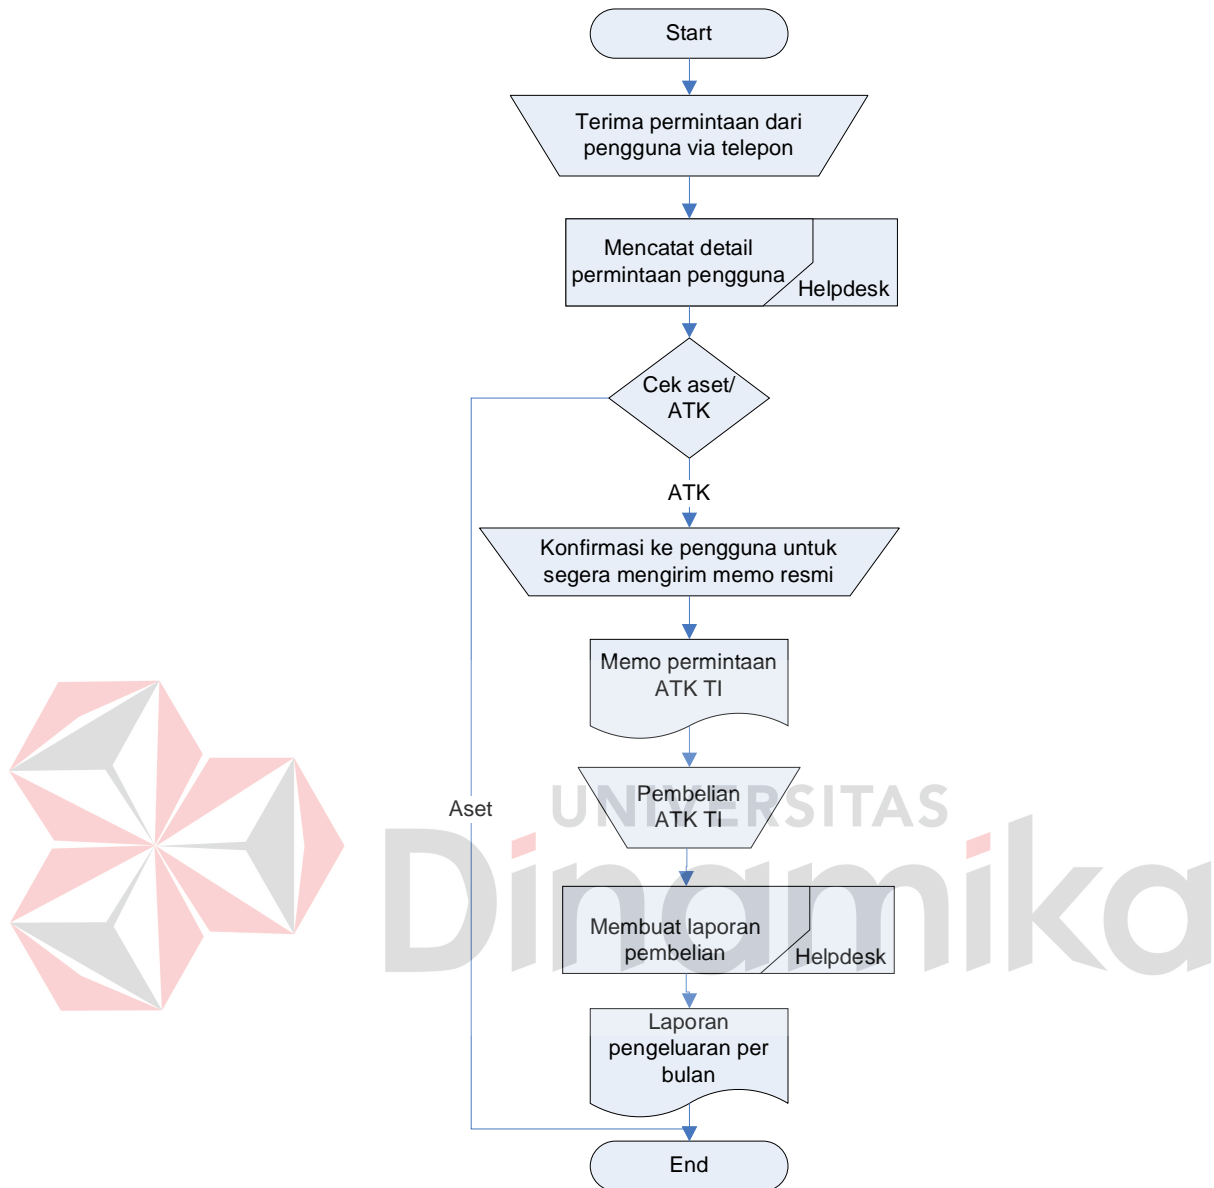 Start
Terima permintaan dari
pengguna via telepon
Mencatat detail
permintaan pengguna
Helpdesk
Cek aset/
ATK
ATK
Konfirmasi ke pengguna untuk
segera mengirim memo resmi
Memo permintaan
ATK TI
Aset
Pembelian
ATK TI
UNIVERSITAS
Dinamika
Membuat laporan
pembelian
Helpdesk
Laporan
pengeluaran per
bulan
End